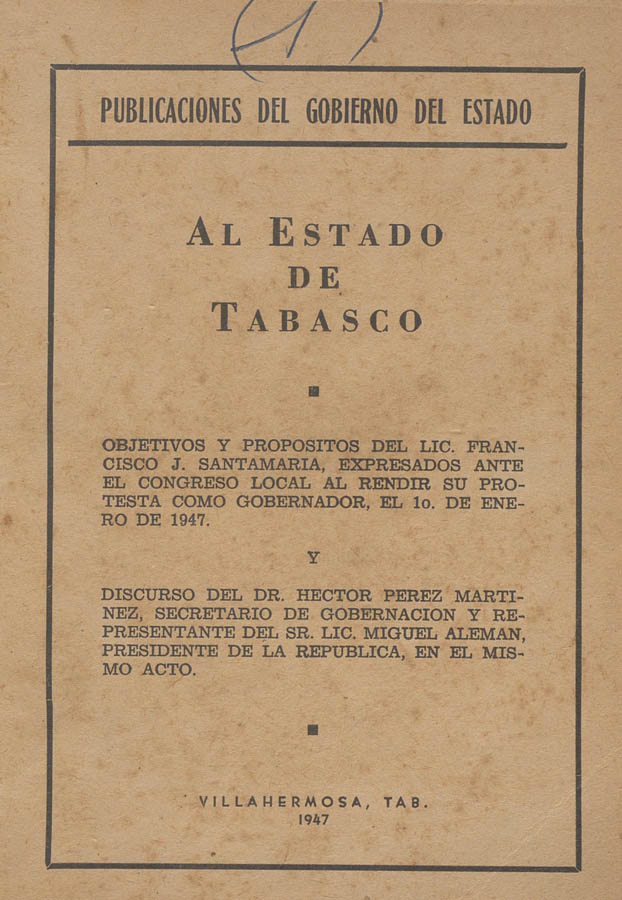 (1)
PUBLICACIONES DEL GOBIERNO DEL ESTADO
AL ESTADO
DE
TABASCO
OBJETIVOS Y PROPOSITOS DEL LIC. FRAN-
CISCO J. SANTAMARIA, EXPRESADOS ANTE
EL CONGRESO LOCAL AL RENDIR SU PRO-
TESTA COMO GOBERNADOR, EL 1o. DE ENE-
RO DE 1947.
Y
DISCURSO DEL DR. HECTOR PEREZ MARTI-
NEZ, SECRETARIO DE GOBERNACION Y RE-
PRESENTANTE DEL SR. LIC. MIGUEL ALEMAN,
PRESIDENTE DE LA REPUBLICA, EN EL MIS-
MO ACTO.
VILLAHERMOSA, TAB.
1947